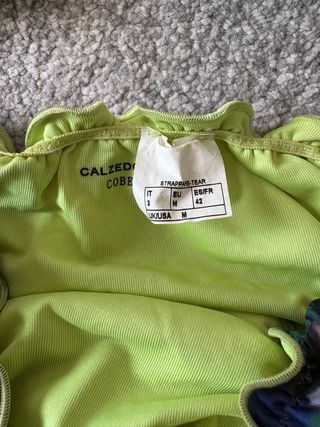 CALZEDO
COBE
STRAPPARE-TEAR
IT EU ES/FR
3 M 42
UK/USA M